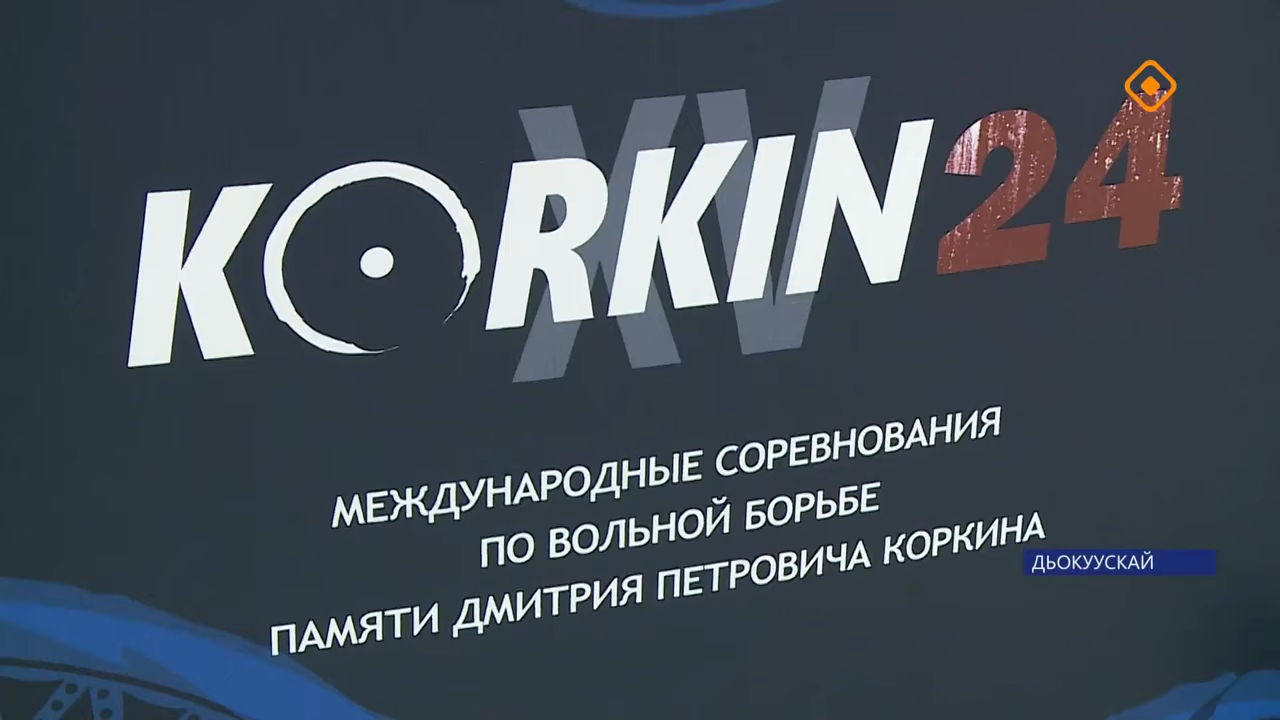 XV
KORKIN24
МЕЖДУНАРОДНЫЕ СОРЕВНОВАНИЯ
ПО ВОЛЬНОЙ БОРЬБЕ
ПАМЯТИ ДМИТРИЯ ПЕТРОВИЧА КОРКИНА
ДЬОКУУСКАЙ